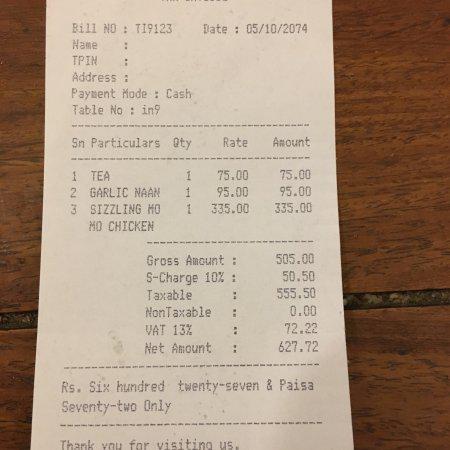 Bill NO : TI9123 Date : 05/10/2074
Name :
TPIN :
Address :
Payment Mode : Cash
Table No : in9
Sn Particulars Qty Rate Amount
1 TEA 1 75.00 75.00
2 GARLIC NAAN 1 95.00 95.00
3 SIZZLING MO 1 335.00 335.00
MO CHICKEN
Gross Amount : 505.00
S-Charge 10% : 50.50
Taxable : 555.50
NonTaxable : 0.00
VAT 13% : 72.22
Net Amount : 627.72
Rs. Six hundred twenty-seven & Paisa
Seventy-two Only
Thank you for visiting us.